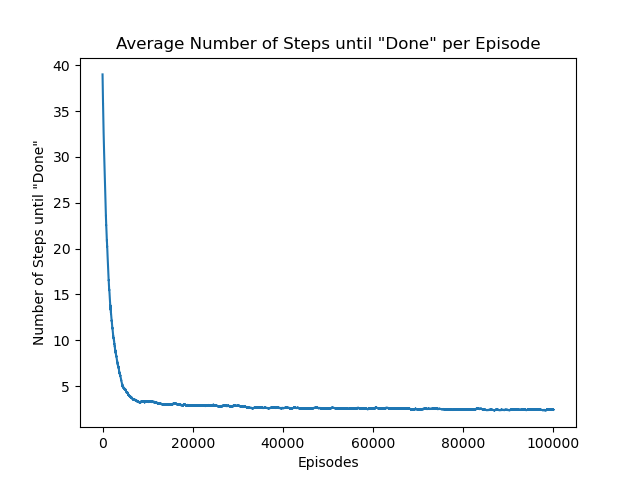 Average Number of Steps until "Done" per Episode
40
35
30
25
20
15
10
5
Number of Steps until "Done"
0 20000 40000 60000 80000 100000
Episodes